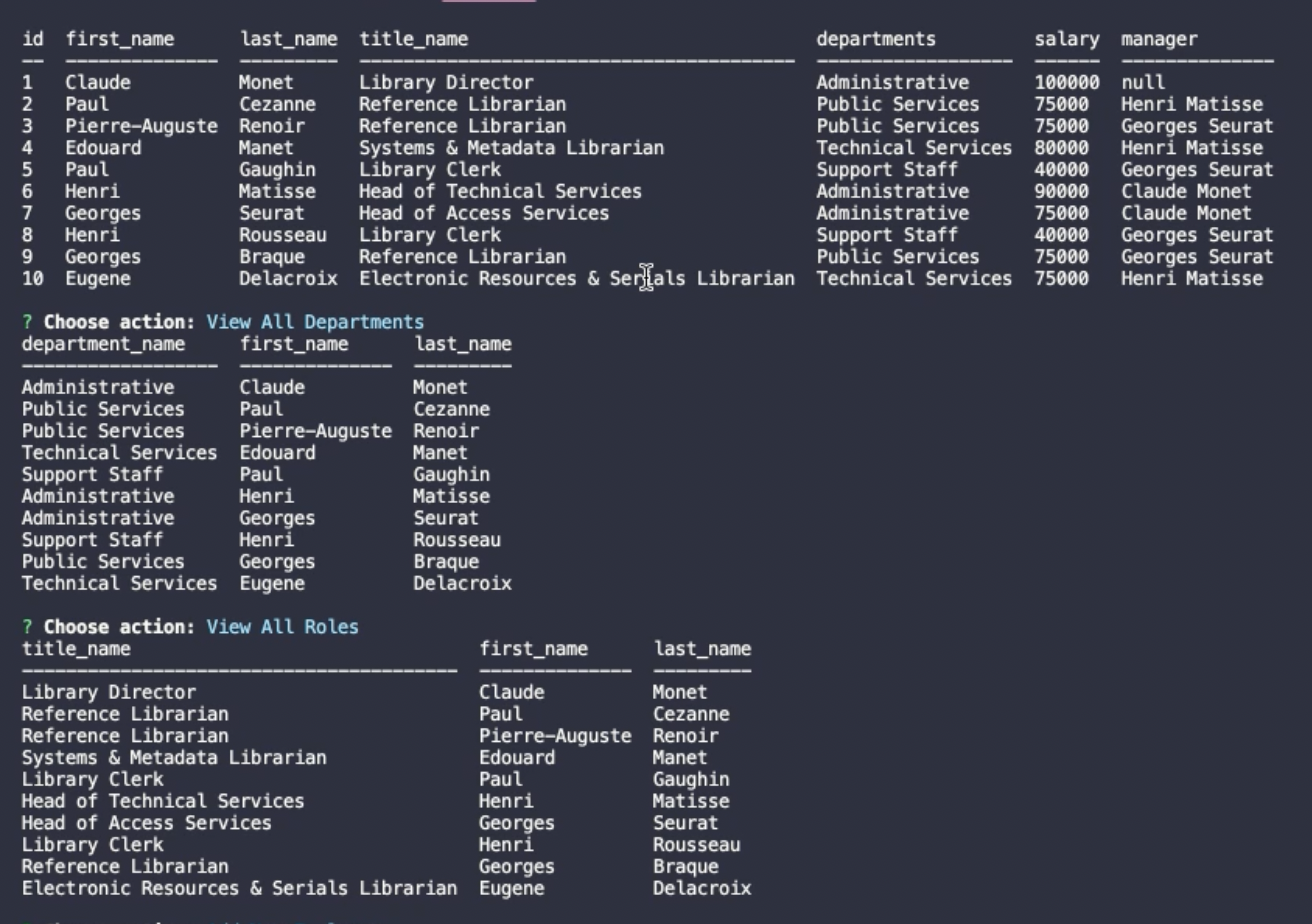 id  first_name      last_name  title_name                                departments         salary  manager
--  --------------  ---------  ----------------------------------------  ------------------  ------  --------------
1   Claude          Monet      Library Director                          Administrative      100000  null
2   Paul            Cezanne    Reference Librarian                       Public Services     75000   Henri Matisse
3   Pierre-Auguste  Renoir     Reference Librarian                       Public Services     75000   Georges Seurat
4   Edouard         Manet      Systems & Metadata Librarian              Technical Services  80000   Henri Matisse
5   Paul            Gaughin    Library Clerk                             Support Staff       40000   Georges Seurat
6   Henri           Matisse    Head of Technical Services                Administrative      90000   Claude Monet
7   Georges         Seurat     Head of Access Services                   Administrative      75000   Claude Monet
8   Henri           Rousseau   Library Clerk                             Support Staff       40000   Georges Seurat
9   Georges         Braque     Reference Librarian                       Public Services     75000   Georges Seurat
10  Eugene          Delacroix  Electronic Resources & Serials Librarian  Technical Services  75000   Henri Matisse
? Choose action: View All Departments
department_name     first_name      last_name
------------------  --------------  ---------
Administrative      Claude          Monet
Public Services     Paul            Cezanne
Public Services     Pierre-Auguste  Renoir
Technical Services  Edouard         Manet
Support Staff       Paul            Gaughin
Administrative      Henri           Matisse
Administrative      Georges         Seurat
Support Staff       Henri           Rousseau
Public Services     Georges         Braque
Technical Services  Eugene          Delacroix
? Choose action: View All Roles
title_name                                first_name      last_name
----------------------------------------  --------------  ---------
Library Director                          Claude          Monet
Reference Librarian                       Paul            Cezanne
Reference Librarian                       Pierre-Auguste  Renoir
Systems & Metadata Librarian              Edouard         Manet
Library Clerk                             Paul            Gaughin
Head of Technical Services                Henri           Matisse
Head of Access Services                   Georges         Seurat
Library Clerk                             Henri           Rousseau
Reference Librarian                       Georges         Braque
Electronic Resources & Serials Librarian  Eugene          Delacroix